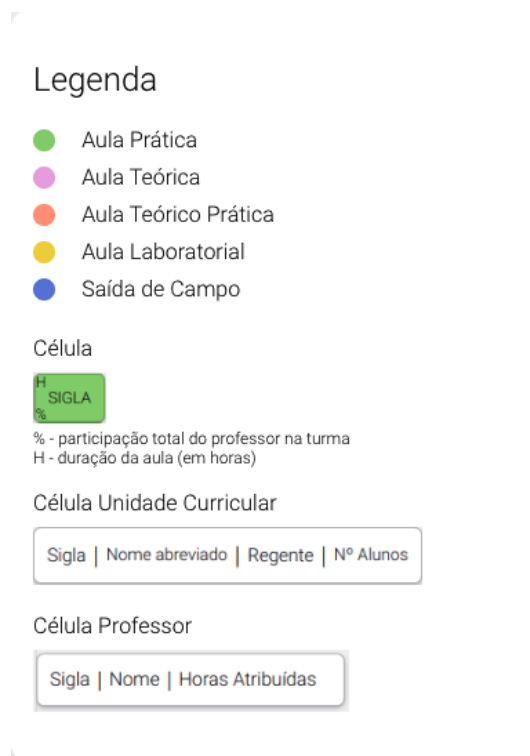 Legenda
Aula Prática
Aula Teórica
Aula Teórico Prática
Aula Laboratorial
Saída de Campo
Célula
H
SIGLA
%
% - participação total do professor na turma
H - duração da aula (em horas)
Célula Unidade Curricular
Sigla | Nome abreviado | Regente | Nº Alunos
Célula Professor
Sigla | Nome | Horas Atribuídas